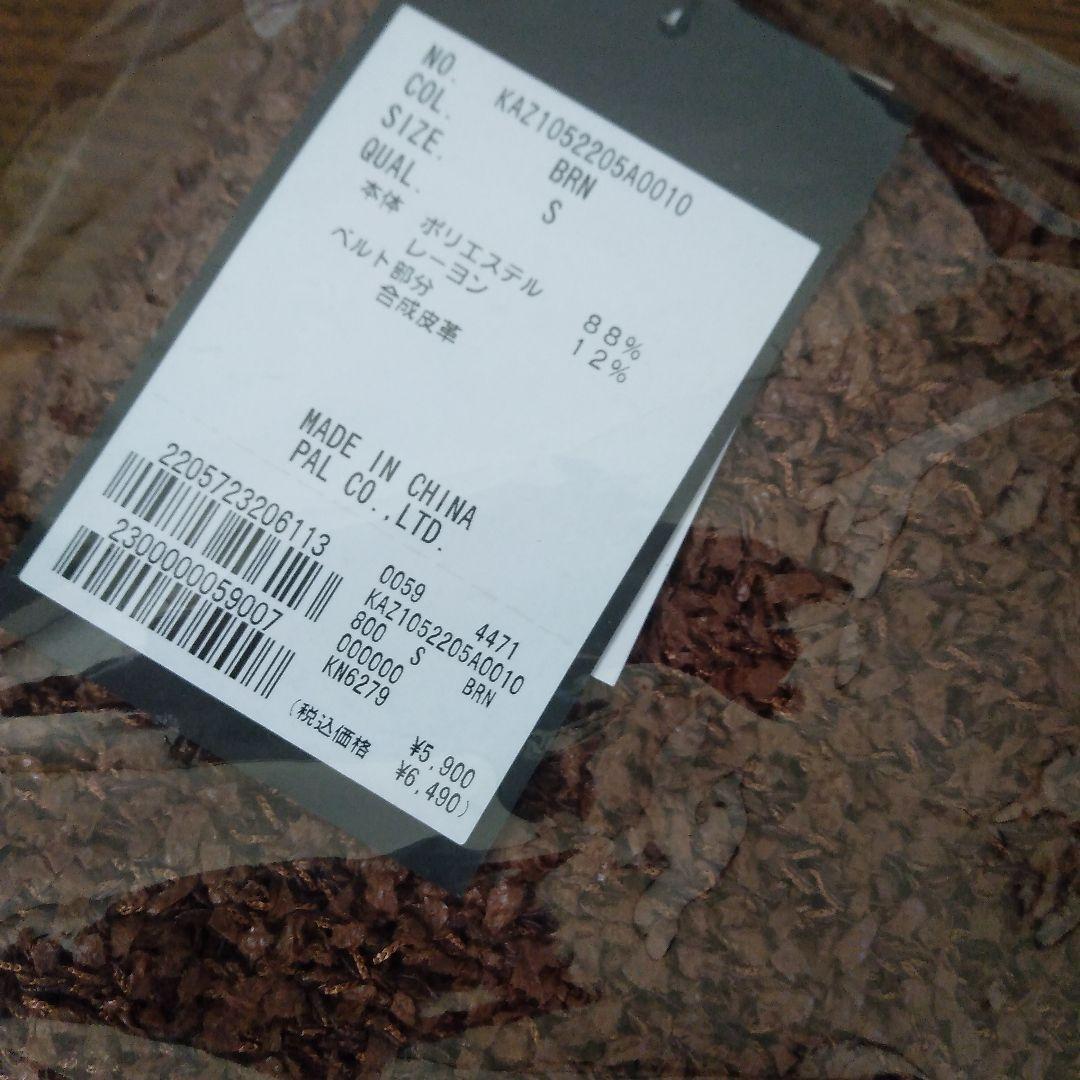 NO. KAZ1052205A0010
COL. BRN
SIZE. S
QUAL.
本体 ポリエステル 88%
レーヨン 12%
ベルト部分
合成皮革
MADE IN CHINA
PAL CO.,LTD.
2205723206113
2300000059007
0059 4471
KAZ1052205A0010
800 S BRN
000000
KN6279
¥5,900
(税込価格 ¥6,490)